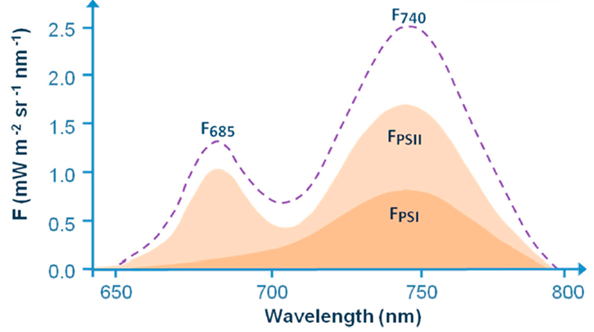 F740
2.5
2.0
F685
1.5
FPSII
1.0
FPSI
0.5
0.0
F (mW m-2 sr-1 nm-1)
650 700 750 800
Wavelength (nm)